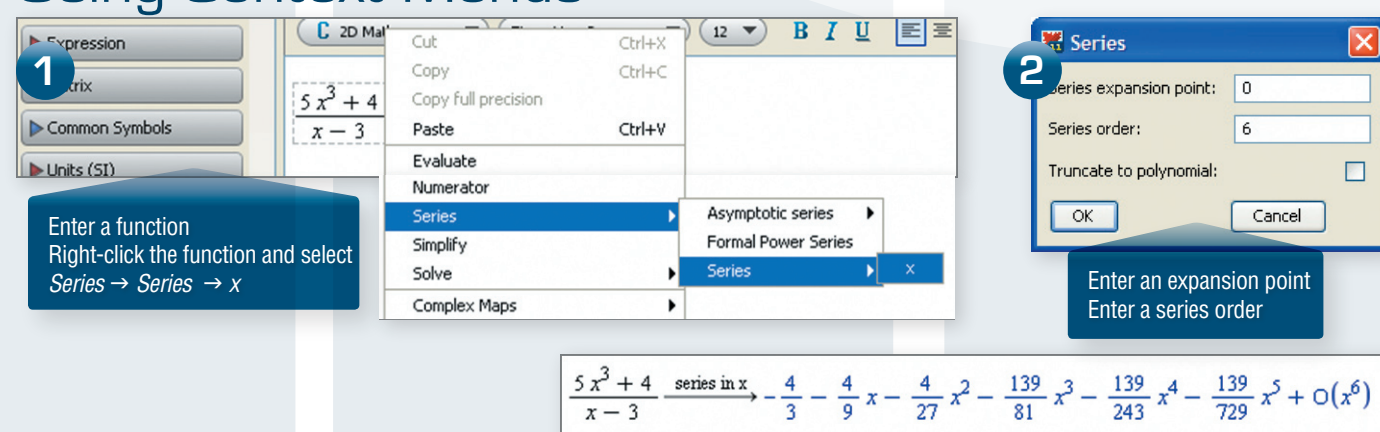 Using Context Menus
Expression
1
Common Symbols
Units (SI)
C 2D Mat
12 B I U
5 x^3 + 4
x − 3
Cut Ctrl+X
Copy Ctrl+C
Copy full precision
Paste Ctrl+V
Evaluate
Numerator
Series
Simplify
Solve
Complex Maps
Asymptotic series
Formal Power Series
Series
x
Enter a function
Right-click the function and select
Series → Series → x
2
Series
Series expansion point: 0
Series order: 6
Truncate to polynomial:
OK Cancel
Enter an expansion point
Enter a series order
(5 x^3 + 4)/(x − 3) series in x → −4/3 − 4/9 x − 4/27 x^2 − 139/81 x^3 − 139/243 x^4 − 139/729 x^5 + O(x^6)